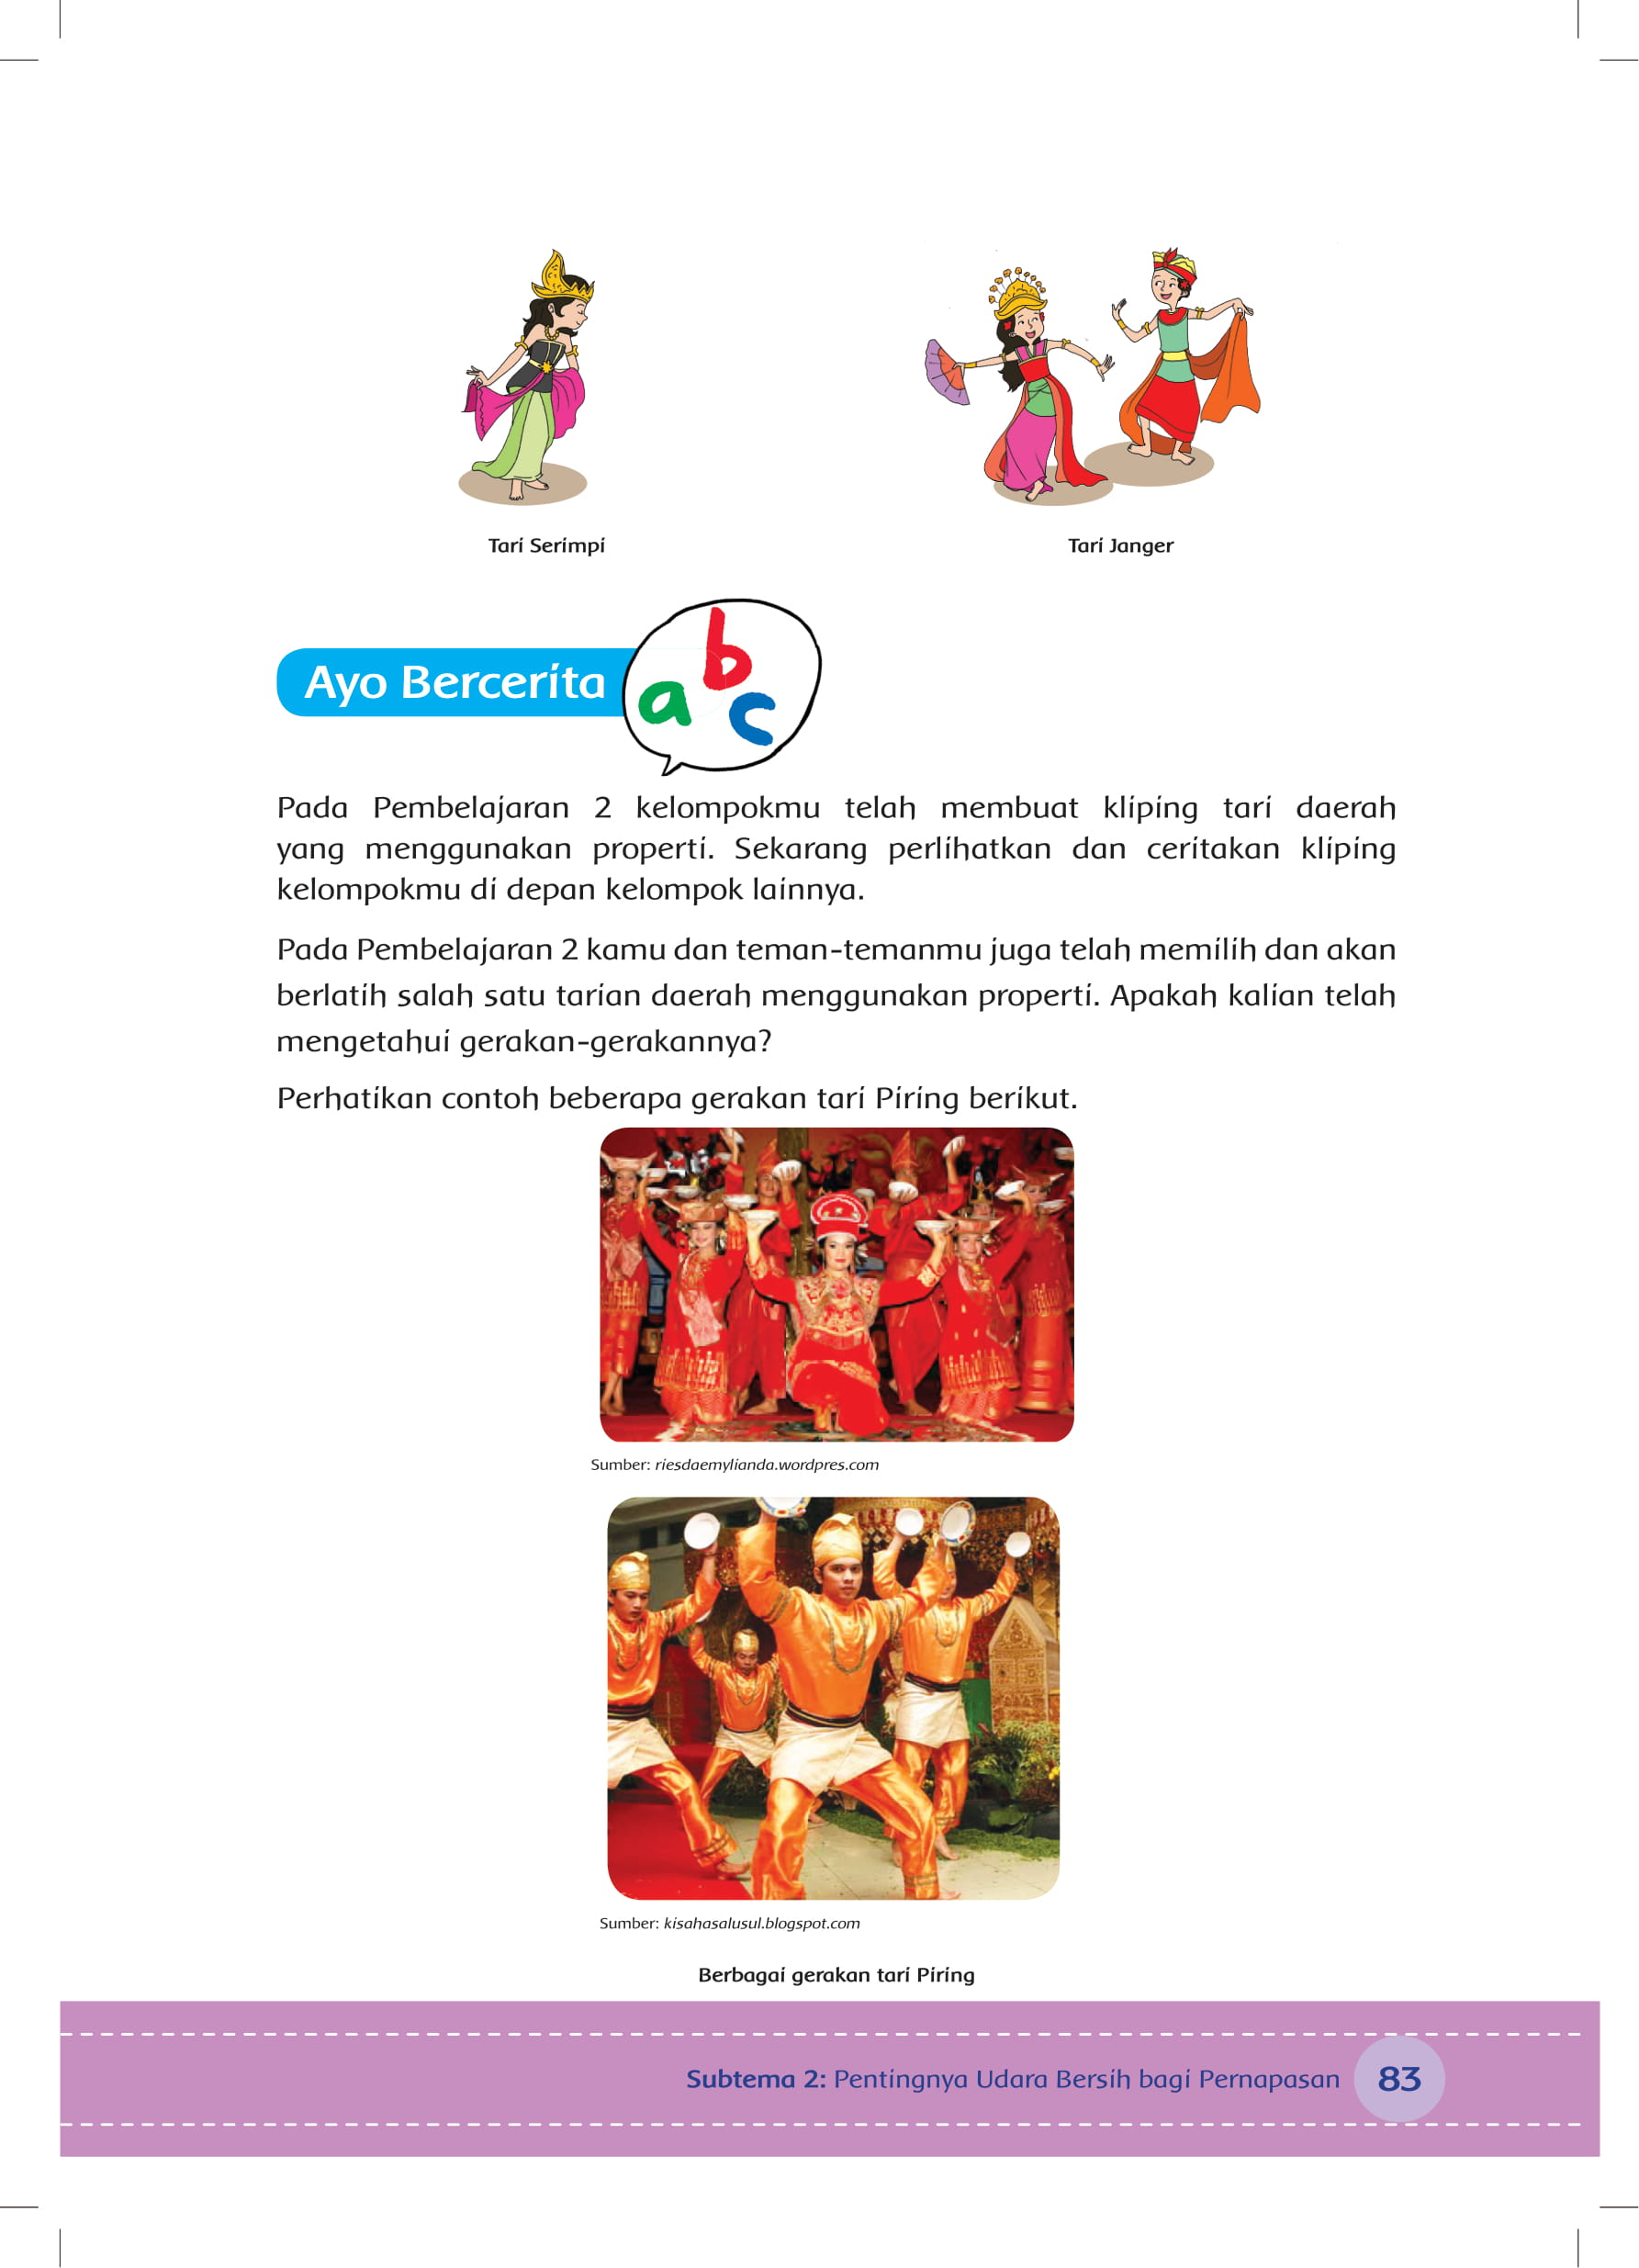 Tari Serimpi
Tari Janger
Ayo Bercerita
a b c
Pada Pembelajaran 2 kelompokmu telah membuat kliping tari daerah
yang menggunakan properti. Sekarang perlihatkan dan ceritakan kliping
kelompokmu di depan kelompok lainnya.
Pada Pembelajaran 2 kamu dan teman-temanmu juga telah memilih dan akan
berlatih salah satu tarian daerah menggunakan properti. Apakah kalian telah
mengetahui gerakan-gerakannya?
Perhatikan contoh beberapa gerakan tari Piring berikut.
Sumber: riesdaemylianda.wordpres.com
Sumber: kisahasalusul.blogspot.com
Berbagai gerakan tari Piring
Subtema 2: Pentingnya Udara Bersih bagi Pernapasan 83